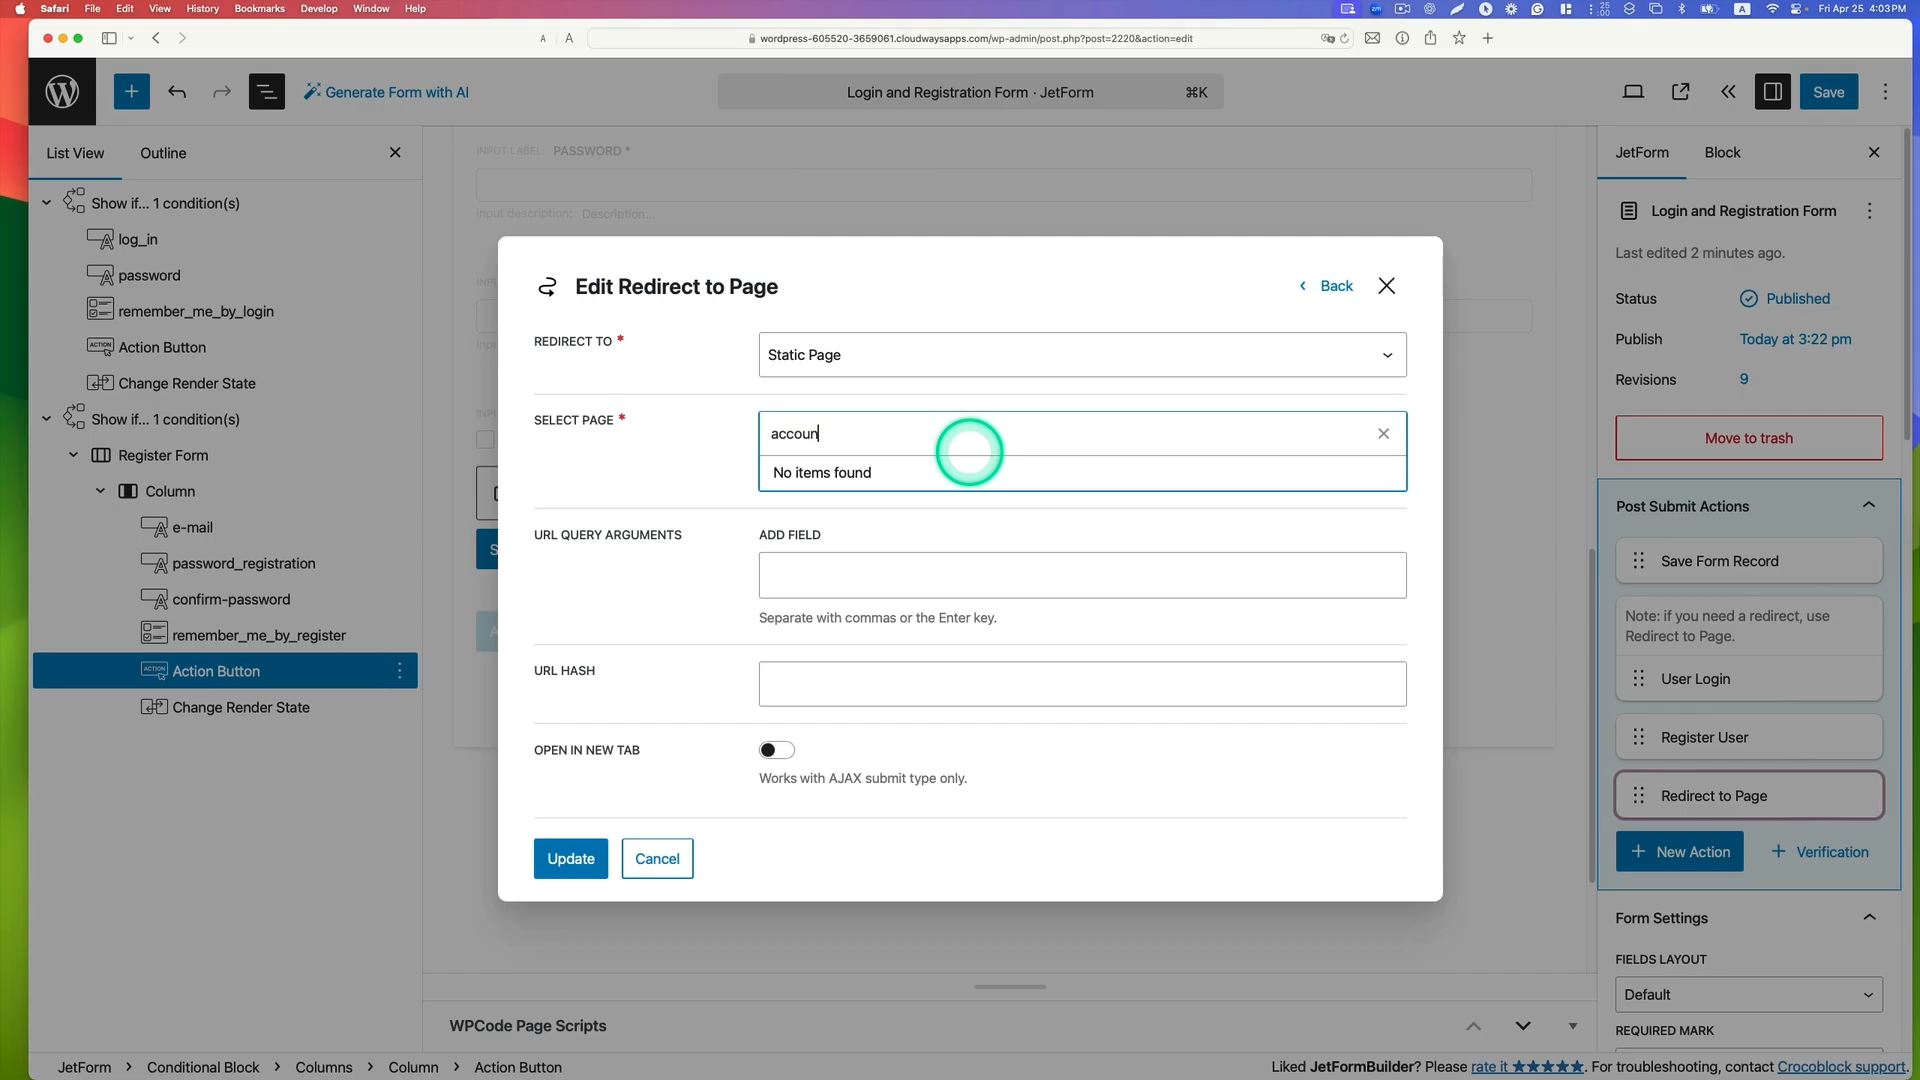 Safari File Edit View History Bookmarks Develop Window Help
Fri Apr 25 4:03 PM
wordpress-605520-3659061.cloudwaysapps.com/wp-admin/post.php?post=2220&action=edit
Generate Form with AI
Login and Registration Form · JetForm ⌘K
Save
List View Outline
Show if... 1 condition(s)
log_in
password
remember_me_by_login
Action Button
Change Render State
Show if... 1 condition(s)
Register Form
Column
e-mail
password_registration
confirm-password
remember_me_by_register
Action Button
Change Render State
INPUT LABEL: PASSWORD *
Input description: Description...
Edit Redirect to Page
Back
REDIRECT TO *
Static Page
SELECT PAGE *
accoun
No items found
URL QUERY ARGUMENTS
ADD FIELD
Separate with commas or the Enter key.
URL HASH
OPEN IN NEW TAB
Works with AJAX submit type only.
Update
Cancel
WPCode Page Scripts
JetForm Block
Login and Registration Form
Last edited 2 minutes ago.
Status Published
Publish Today at 3:22 pm
Revisions 9
Move to trash
Post Submit Actions
Save Form Record
Note: if you need a redirect, use
Redirect to Page.
User Login
Register User
Redirect to Page
+ New Action
+ Verification
Form Settings
FIELDS LAYOUT
Default
REQUIRED MARK
JetForm > Conditional Block > Columns > Column > Action Button
Liked JetFormBuilder? Please rate it ★★★★★. For troubleshooting, contact Crocoblock support.